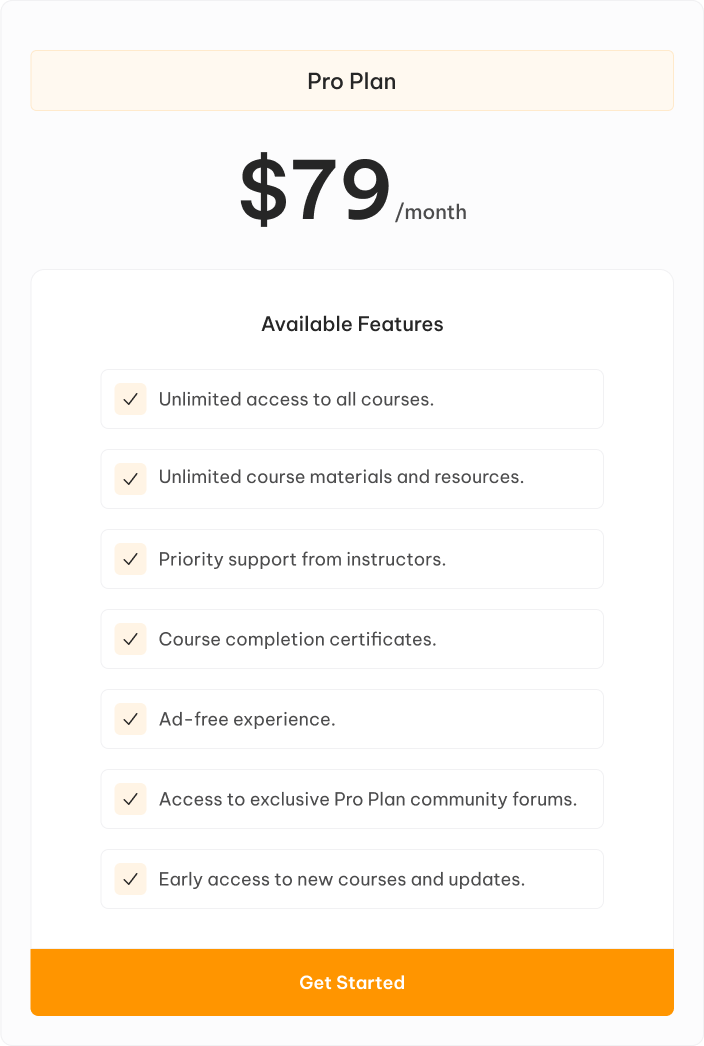 Pro Plan
$79/month
Available Features
Unlimited access to all courses.
Unlimited course materials and resources.
Priority support from instructors.
Course completion certificates.
Ad-free experience.
Access to exclusive Pro Plan community forums.
Early access to new courses and updates.
Get Started